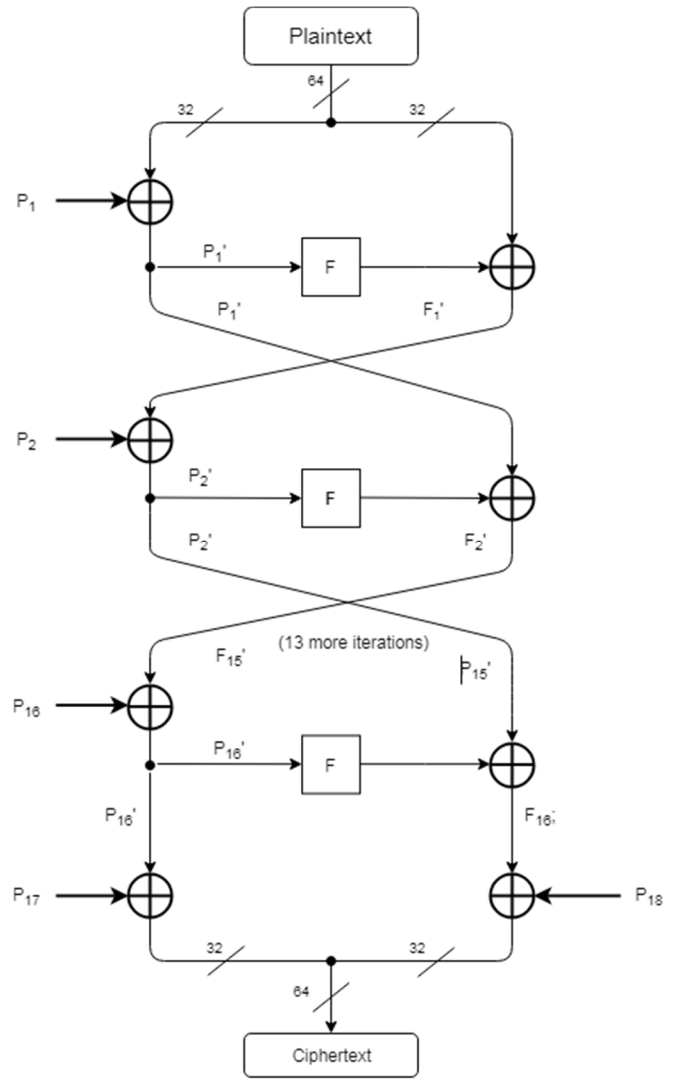 Plaintext
64
32 32
P₁
P₁' F
P₁' F₁'
P₂
P₂' F
P₂' F₂'
(13 more iterations)
F₁₅' P₁₅'
P₁₆
P₁₆' F
P₁₆' F₁₆;
P₁₇ P₁₈
32 32
64
Ciphertext